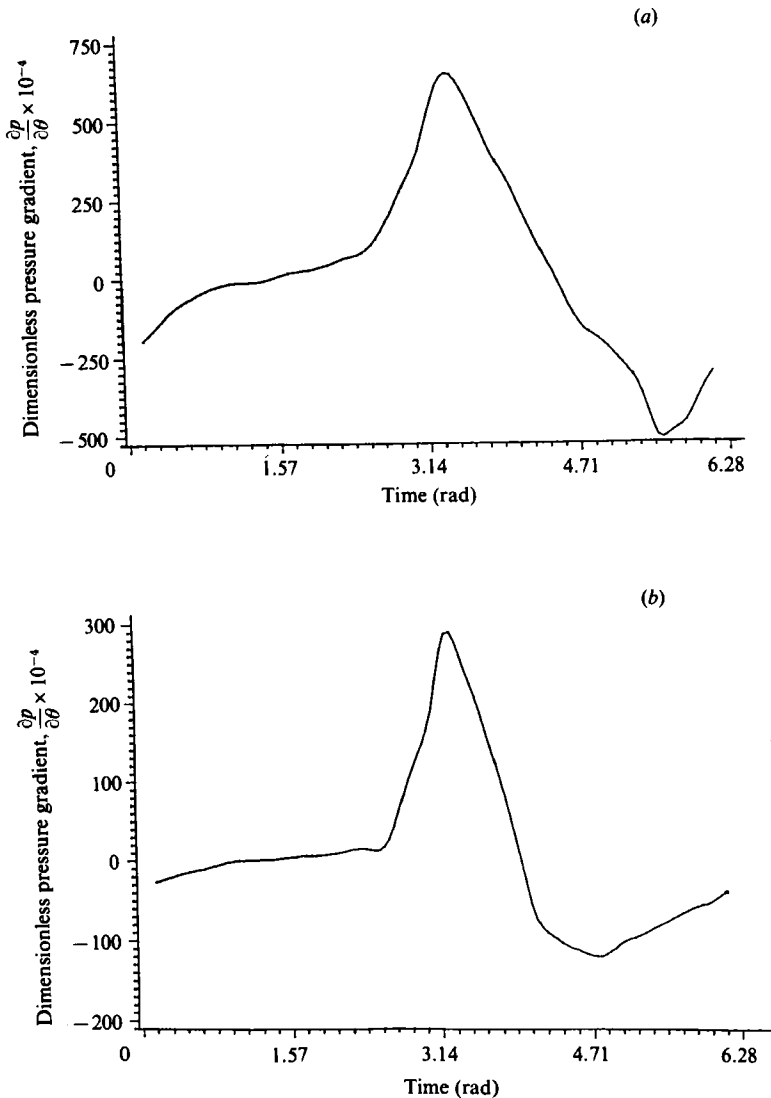 (a)
Dimensionless pressure gradient, ∂p/∂θ × 10⁻⁴
750
500
250
0
−250
−500
0 1.57 3.14 4.71 6.28
Time (rad)
(b)
Dimensionless pressure gradient, ∂p/∂θ × 10⁻⁴
300
200
100
0
−100
−200
0 1.57 3.14 4.71 6.28
Time (rad)